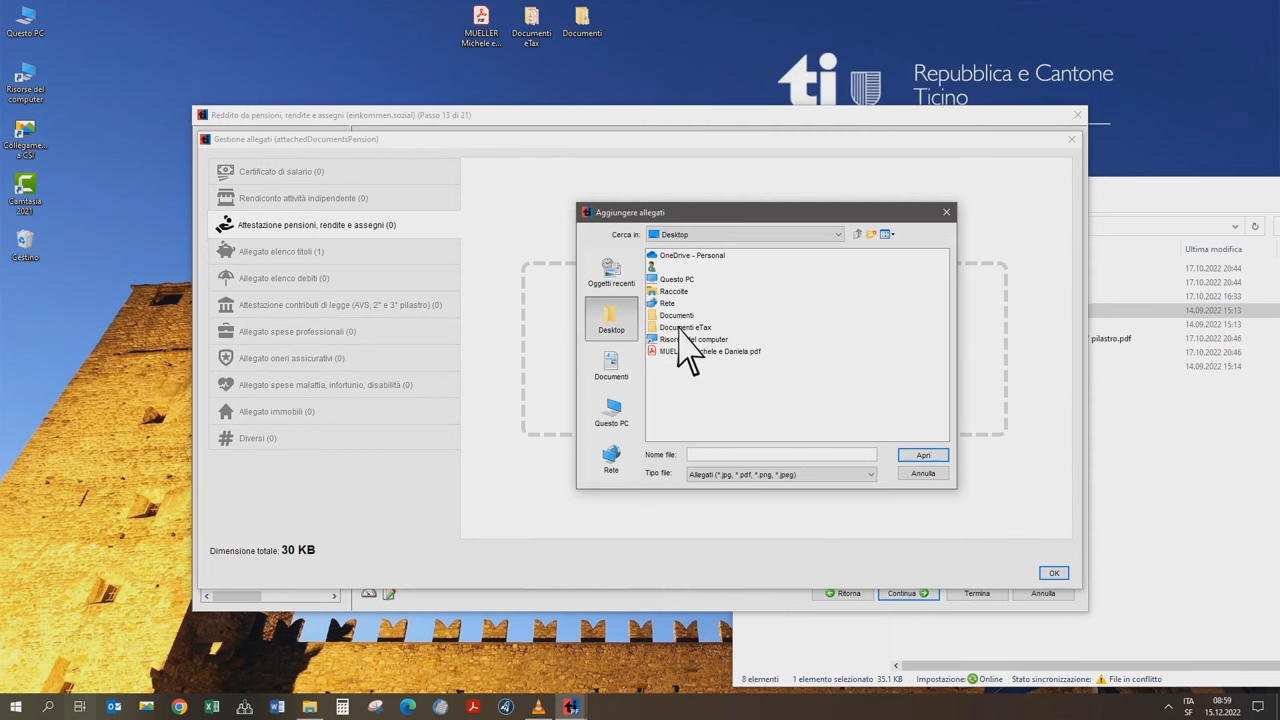 Questo PC
Risorse del
computer
Collegame...
a CSI
Camtasia
2021
Cestino
MUELLER
Michele e...
Documenti
eTax
Documenti
ti
Repubblica e Cantone
Ticino
Reddito da pensioni, rendite e assegni (einkommen.sozial) (Passo 13 di 21)
Gestione allegati (attachedDocumentsPension)
Certificato di salario (0)
Rendiconto attività indipendente (0)
Attestazione pensioni, rendite e assegni (0)
Allegato elenco titoli (1)
Allegato elenco debiti (0)
Attestazione contributi di legge (AVS, 2° e 3° pilastro) (0)
Allegato spese professionali (0)
Allegato oneri assicurativi (0)
Allegato spese malattia, infortunio, disabilità (0)
Allegato immobili (0)
Diversi (0)
Dimensione totale: 30 KB
OK
Aggiungere allegati
Cerca in: Desktop
Oggetti recenti
Desktop
Documenti
Questo PC
Rete
OneDrive - Personal
Questo PC
Raccolte
Rete
Documenti
Documenti eTax
computer
e Daniela.pdf
Nome file:
Apri
Tipo file: Allegati (*.jpg, *.pdf, *.png, *.jpeg)
Annulla
Ritorna
Continua
Termina
Annulla
Ultima modifica
17.10.2022 20:44
17.10.2022 20:44
17.10.2022 16:33
14.09.2022 15:13
14.09.2022 15:13
pilastro.pdf 17.10.2022 20:46
17.10.2022 20:46
14.09.2022 15:14
8 elementi 1 elemento selezionato 35.1 KB Impostazione: Online Stato sincronizzazione: File in conflitto
ITA
SF
08:59
15.12.2022